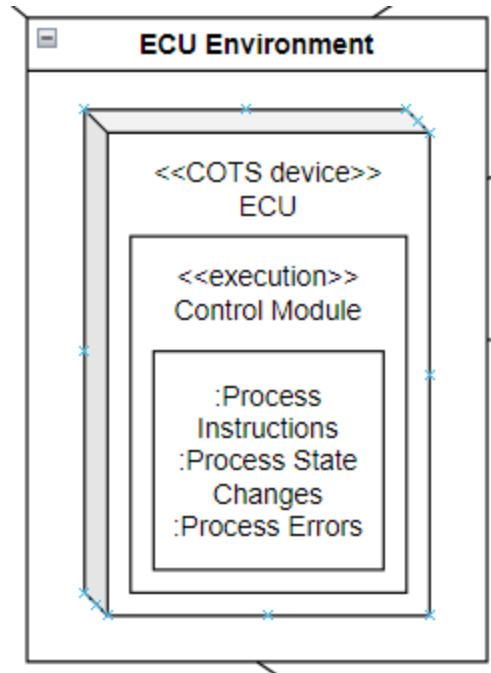 ECU Environment
<<COTS device>>
ECU
<<execution>>
Control Module
:Process
Instructions
:Process State
Changes
:Process Errors